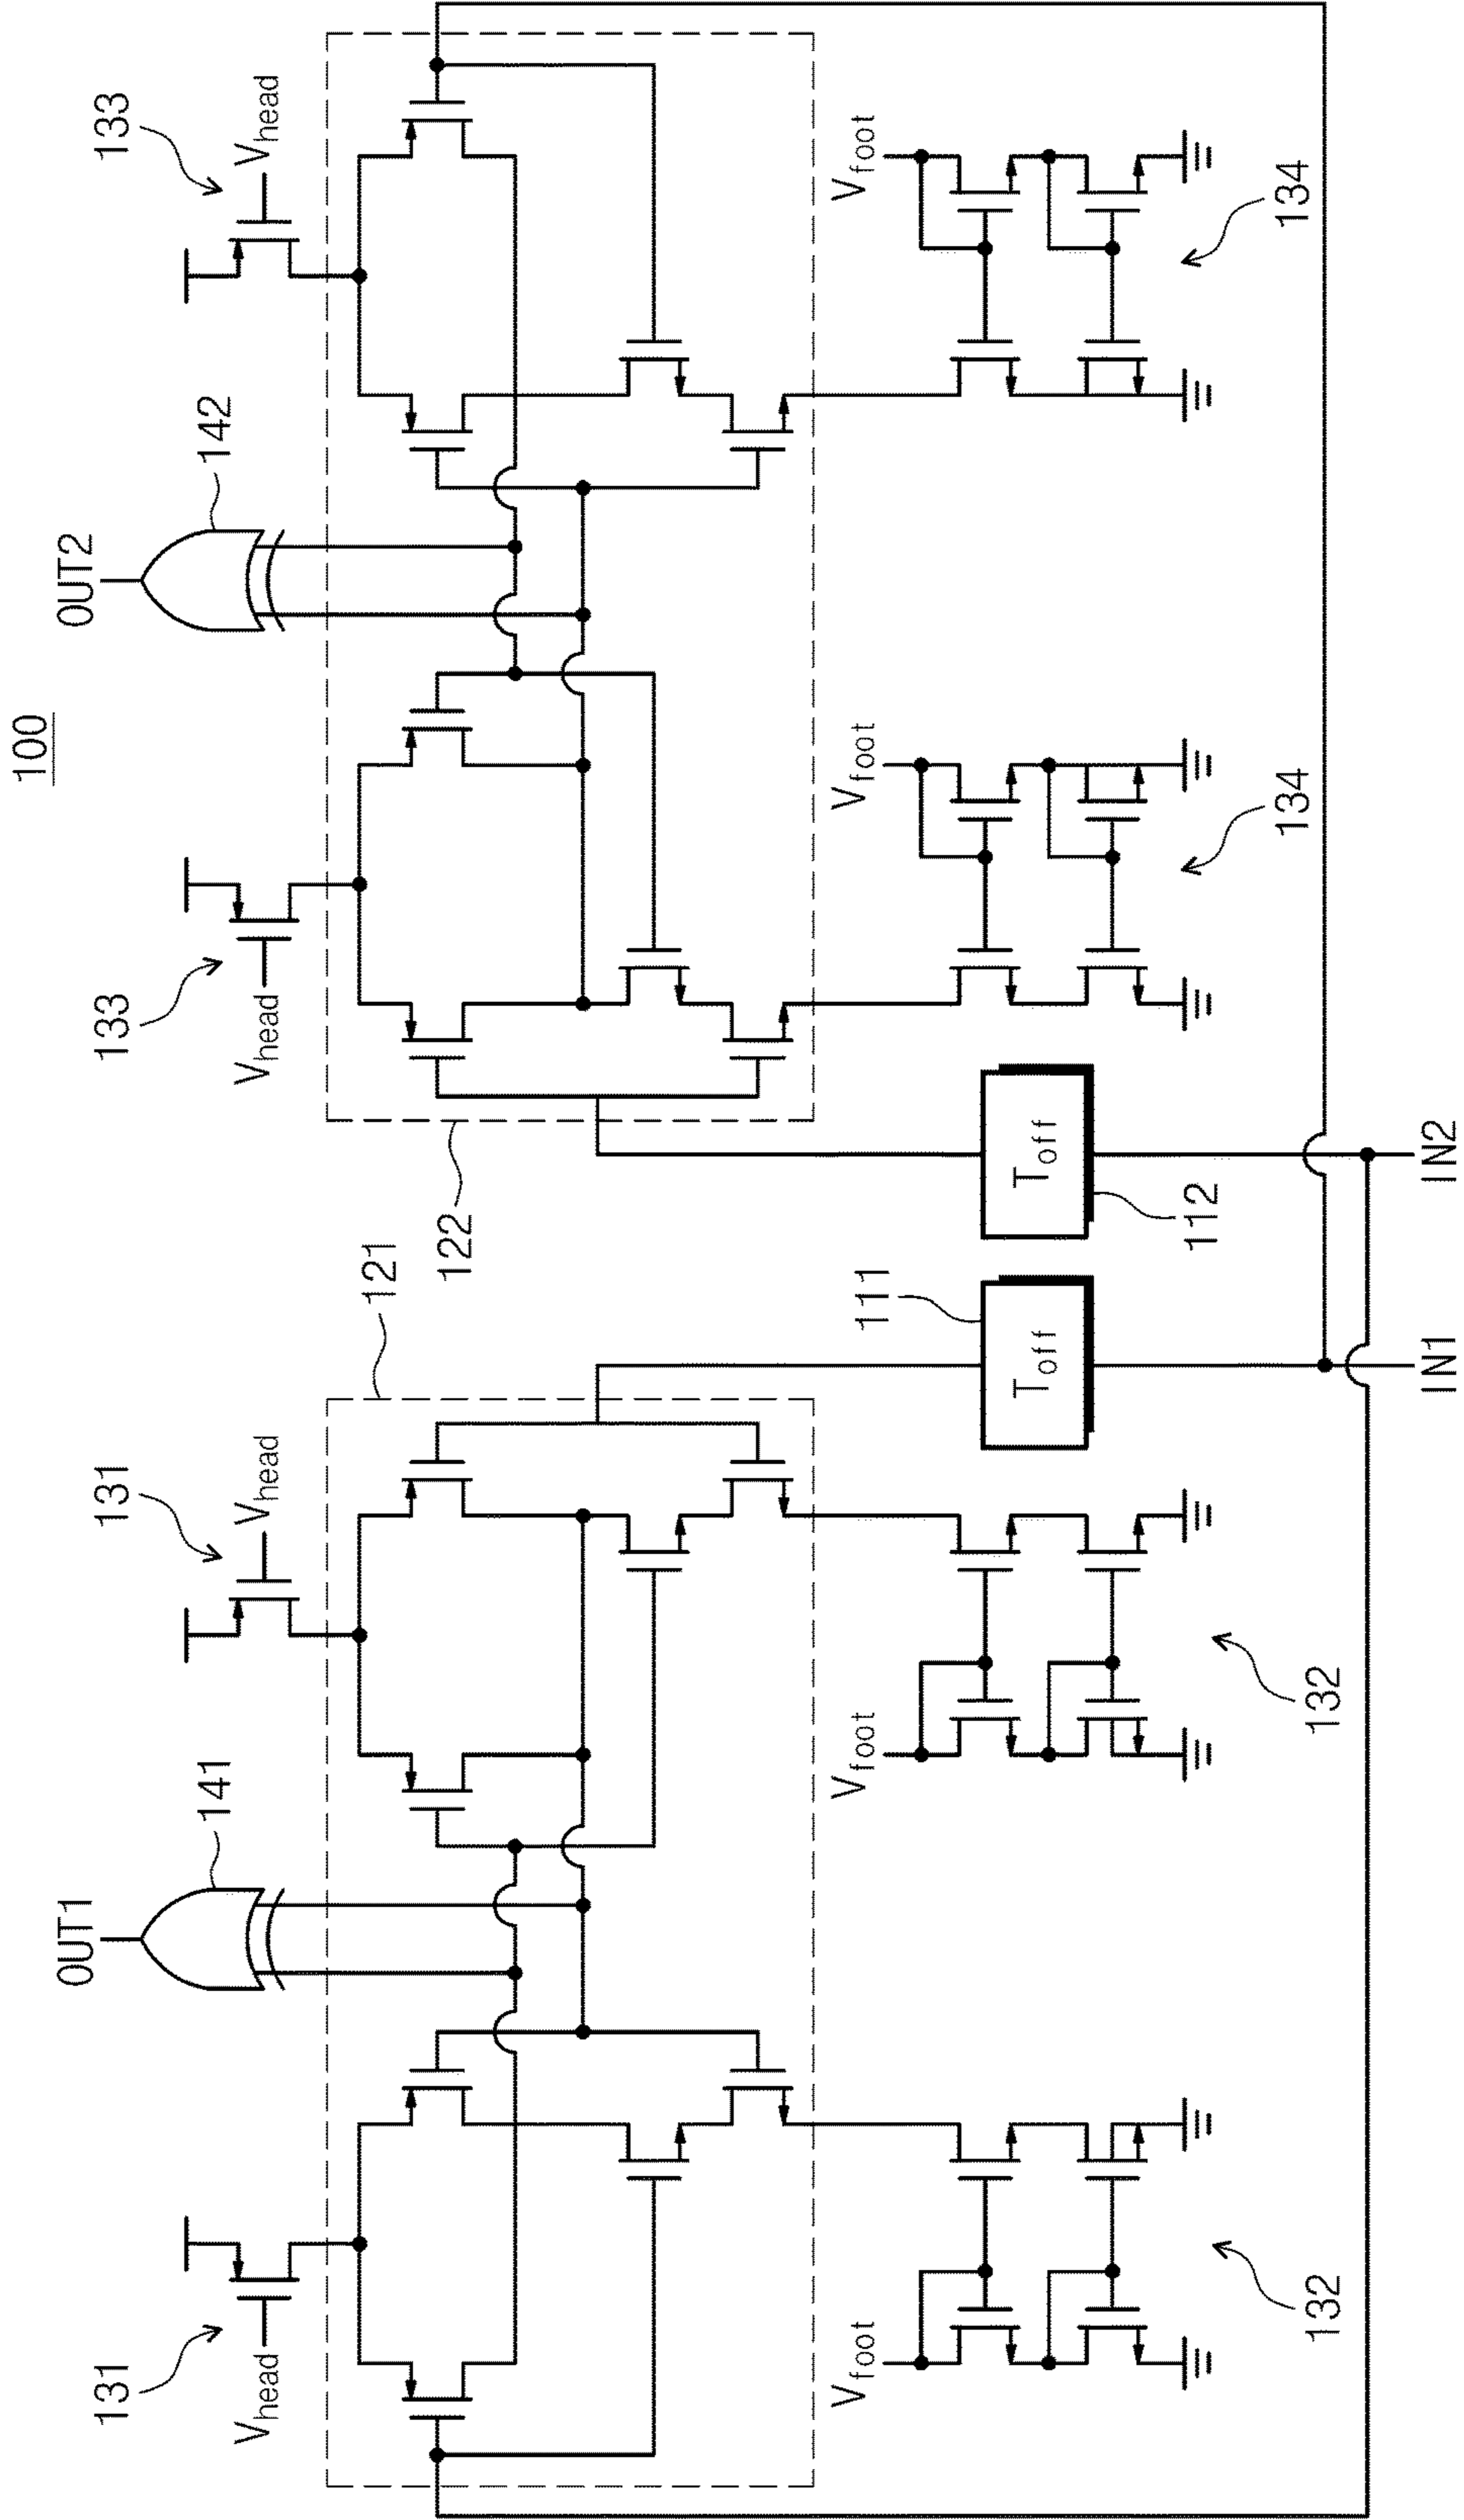 100
OUT1
OUT2
141
142
131
131
133
133
Vhead
Vhead
Vhead
Vhead
121
122
Vfoot
Vfoot
Vfoot
Vfoot
111
Toff
Toff
112
132
132
134
134
IN1
IN2